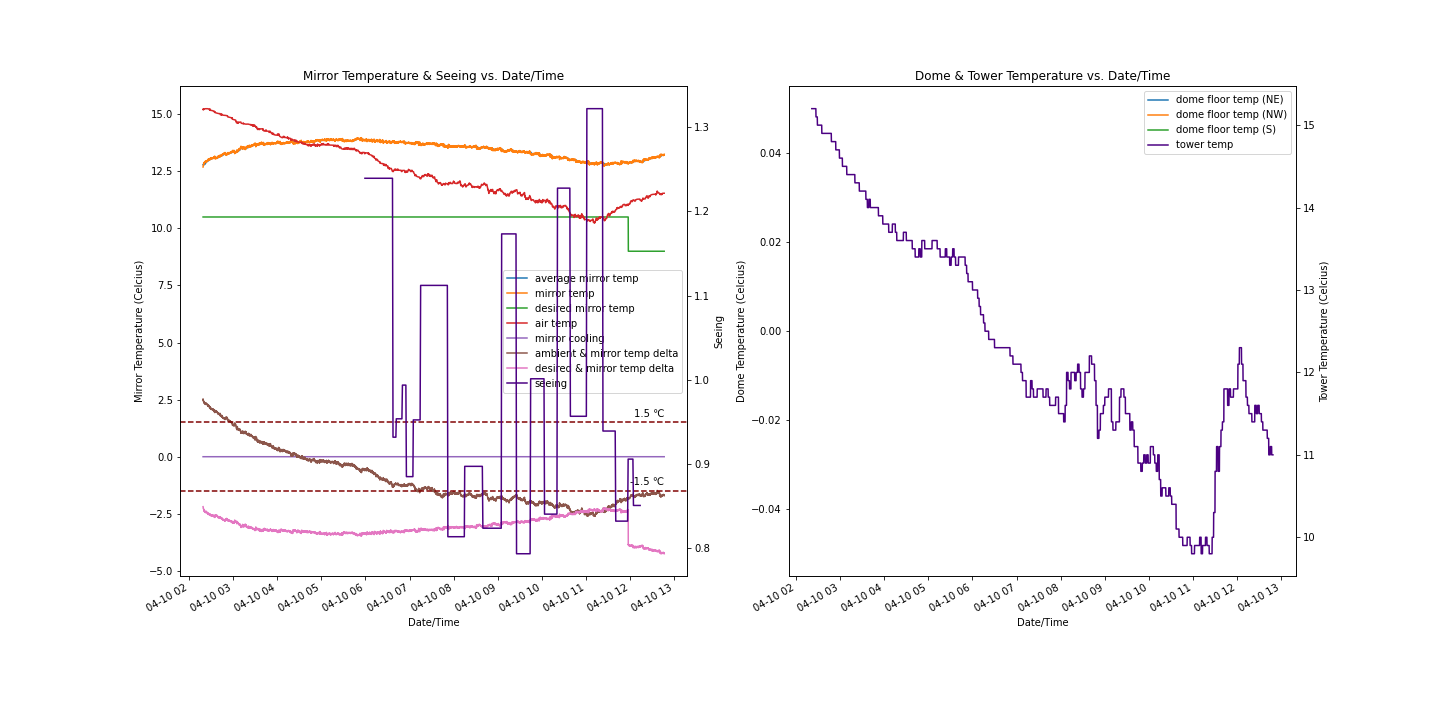 Mirror Temperature & Seeing vs. Date/Time
Mirror Temperature (Celcius)
15.0
12.5
10.0
7.5
5.0
2.5
0.0
−2.5
−5.0
average mirror temp
mirror temp
desired mirror temp
air temp
mirror cooling
ambient & mirror temp delta
desired & mirror temp delta
seeing
1.5 °C
-1.5 °C
1.3
1.2
1.1
1.0
0.9
0.8
Seeing
04-10 02
04-10 03
04-10 04
04-10 05
04-10 06
04-10 07
04-10 08
04-10 09
04-10 10
04-10 11
04-10 12
04-10 13
Date/Time
Dome & Tower Temperature vs. Date/Time
Dome Temperature (Celcius)
0.04
0.02
0.00
−0.02
−0.04
dome floor temp (NE)
dome floor temp (NW)
dome floor temp (S)
tower temp
15
14
13
12
11
10
Tower Temperature (Celcius)
04-10 02
04-10 03
04-10 04
04-10 05
04-10 06
04-10 07
04-10 08
04-10 09
04-10 10
04-10 11
04-10 12
04-10 13
Date/Time